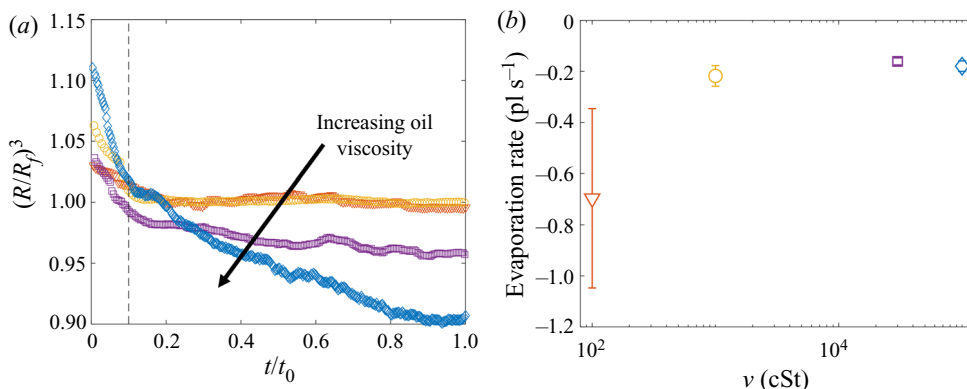 (a)
1.15
1.10
1.05
1.00
0.95
0.90
(R/R_f)^3
Increasing oil
viscosity
0
0.2
0.4
0.6
0.8
1.0
t/t_0
(b)
0
–0.2
–0.4
–0.6
–0.8
–1.0
–1.2
Evaporation rate (pl s^–1)
10^2
10^4
ν (cSt)